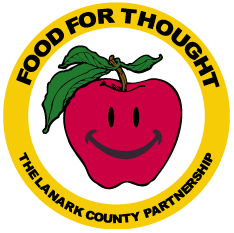 FOOD FOR THOUGHT
THE LANARK COUNTY PARTNERSHIP